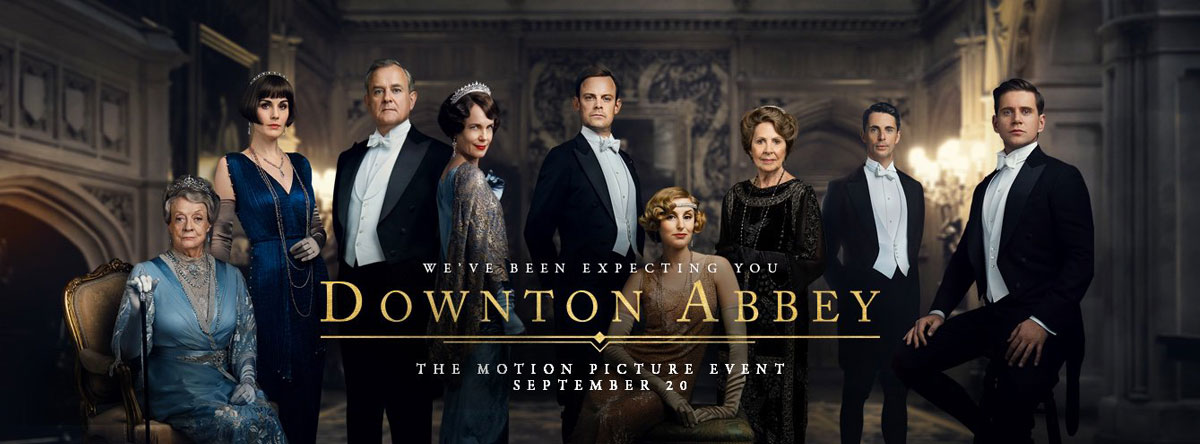 WE'VE BEEN EXPECTING YOU
DOWNTON ABBEY
THE MOTION PICTURE EVENT
SEPTEMBER 20